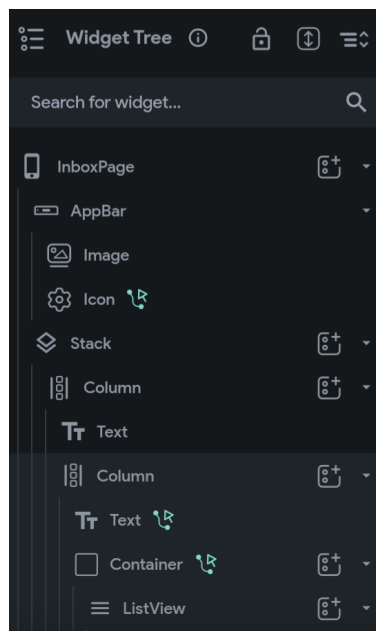 Widget Tree
Search for widget...
InboxPage
AppBar
Image
Icon
Stack
Column
Text
Column
Text
Container
ListView